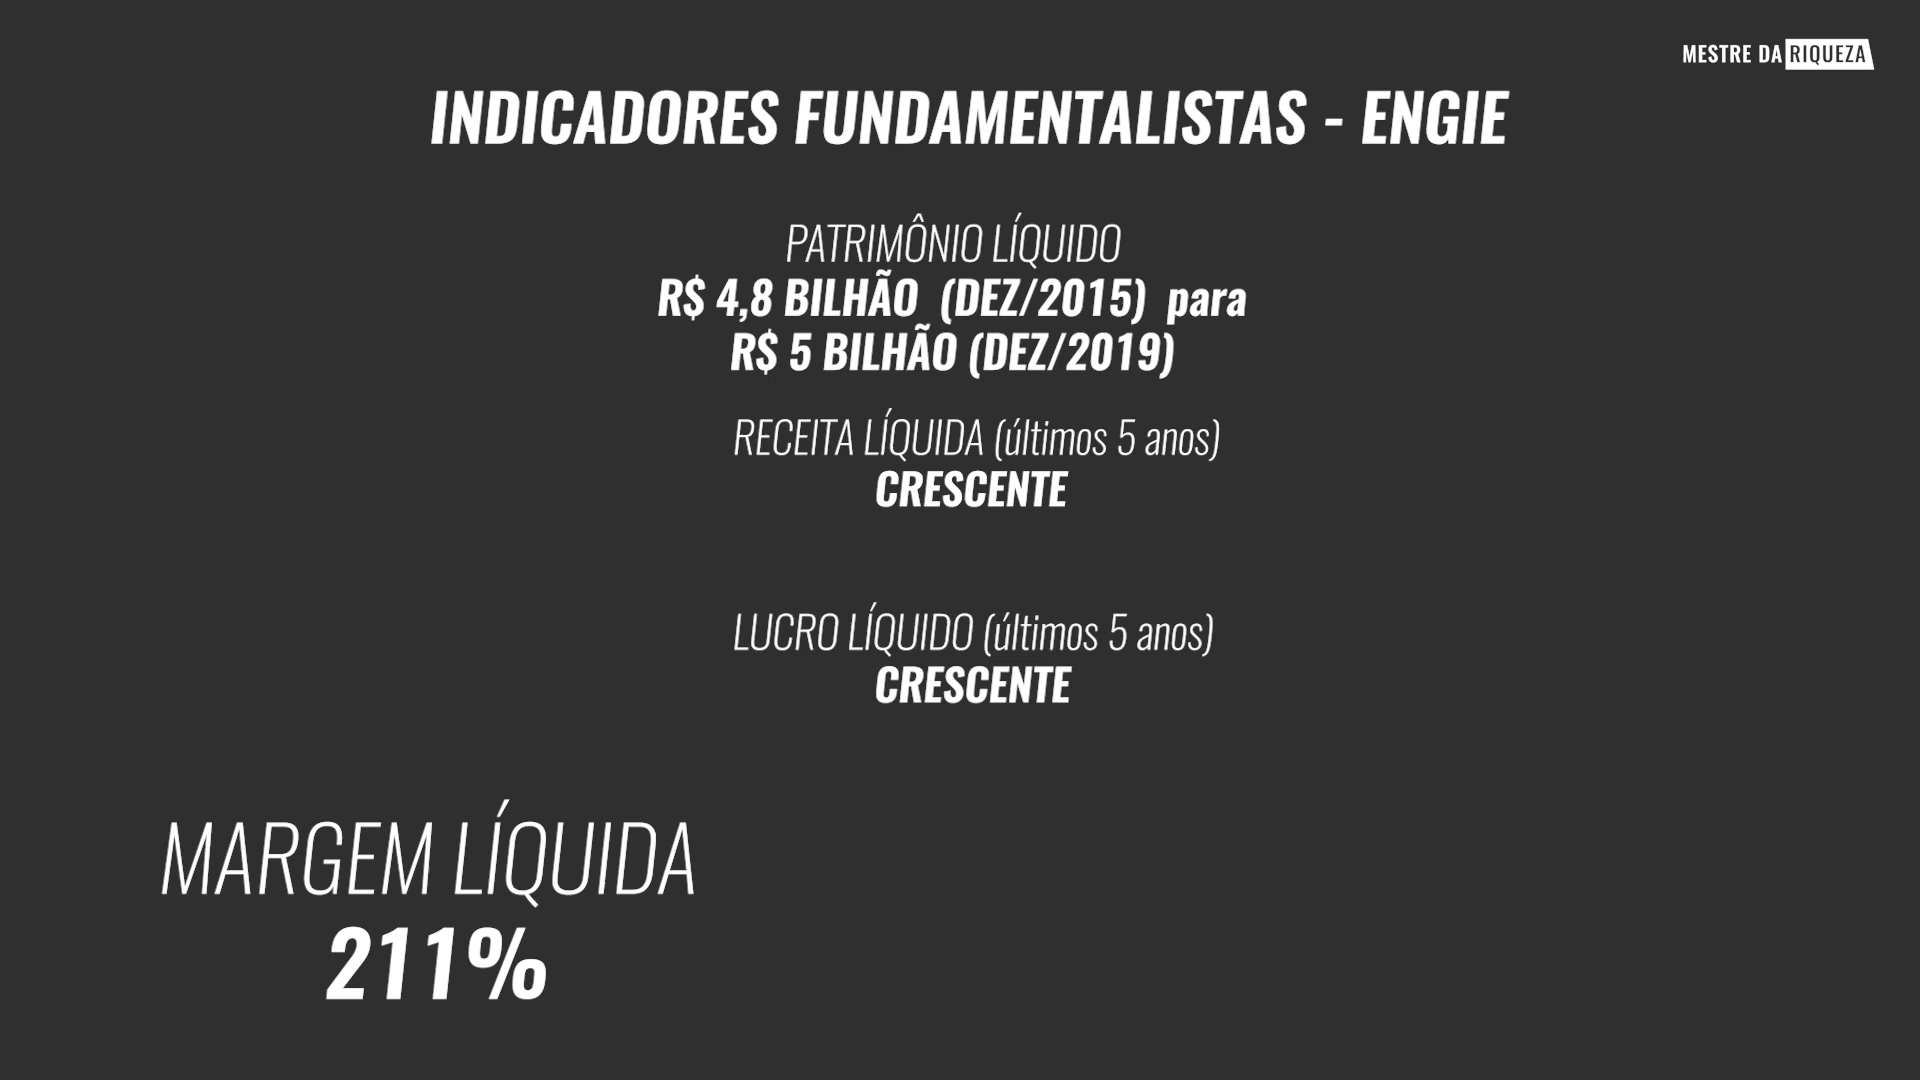 MESTRE DA RIQUEZA
INDICADORES FUNDAMENTALISTAS - ENGIE
PATRIMÔNIO LÍQUIDO
R$ 4,8 BILHÃO (DEZ/2015) para
R$ 5 BILHÃO (DEZ/2019)
RECEITA LÍQUIDA (últimos 5 anos)
CRESCENTE
LUCRO LÍQUIDO (últimos 5 anos)
CRESCENTE
MARGEM LÍQUIDA
211%